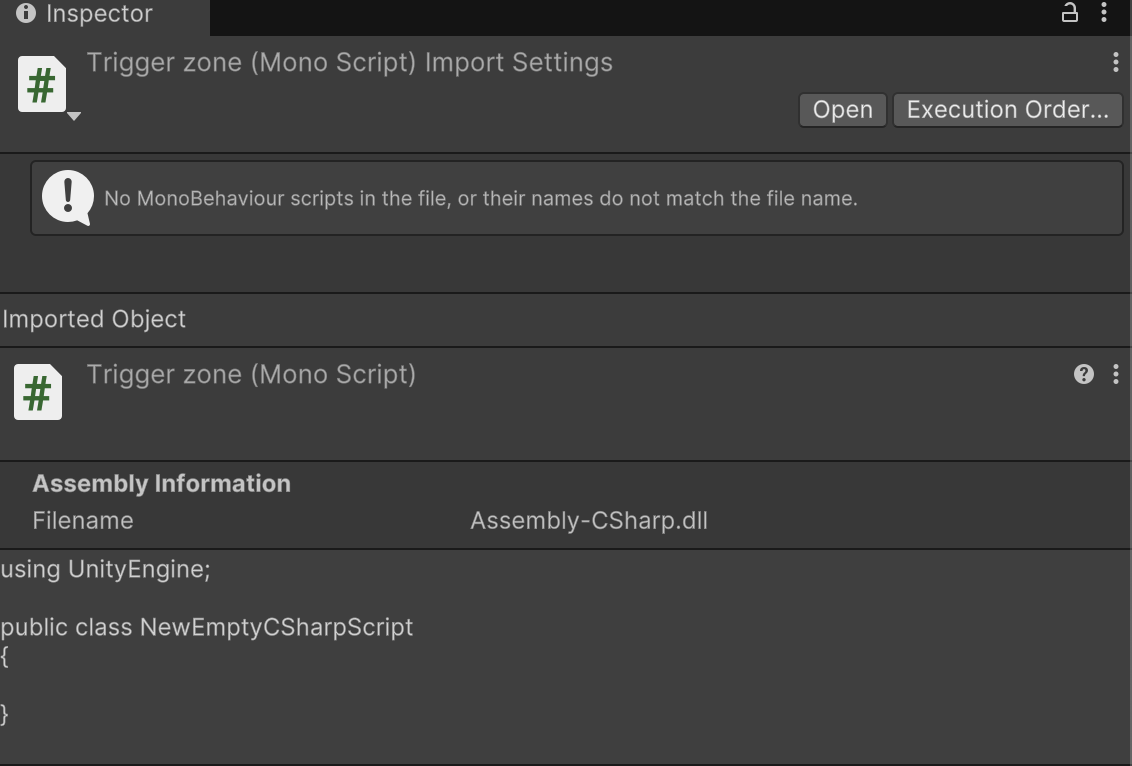 Inspector
Trigger zone (Mono Script) Import Settings
Open
Execution Order...
No MonoBehaviour scripts in the file, or their names do not match the file name.
Imported Object
Trigger zone (Mono Script)
Assembly Information
Filename Assembly-CSharp.dll
using UnityEngine;
public class NewEmptyCSharpScript
{
}